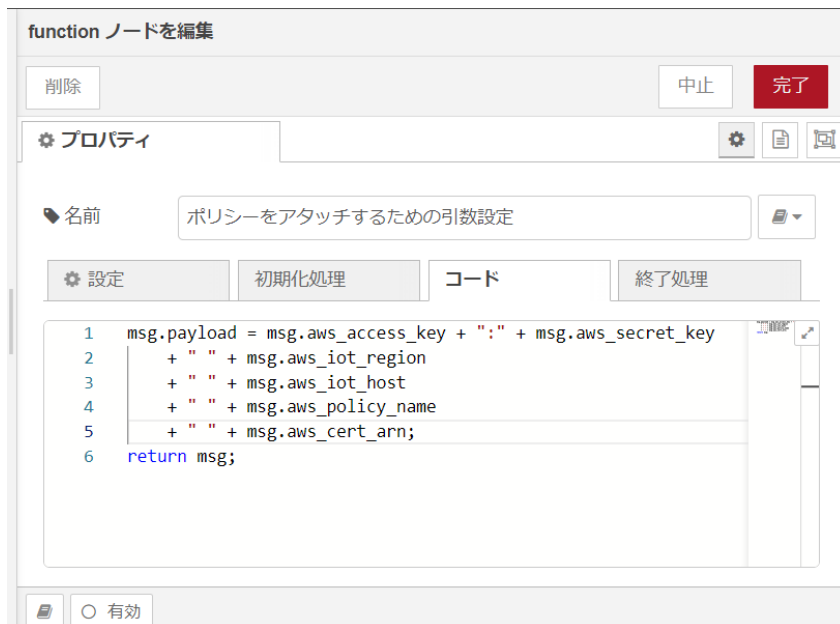 function ノードを編集
削除
中止
完了
プロパティ
名前
ポリシーをアタッチするための引数設定
設定
初期化処理
コード
終了処理
1 msg.payload = msg.aws_access_key + ":" + msg.aws_secret_key
2 + " " + msg.aws_iot_region
3 + " " + msg.aws_iot_host
4 + " " + msg.aws_policy_name
5 + " " + msg.aws_cert_arn;
6 return msg;
有効